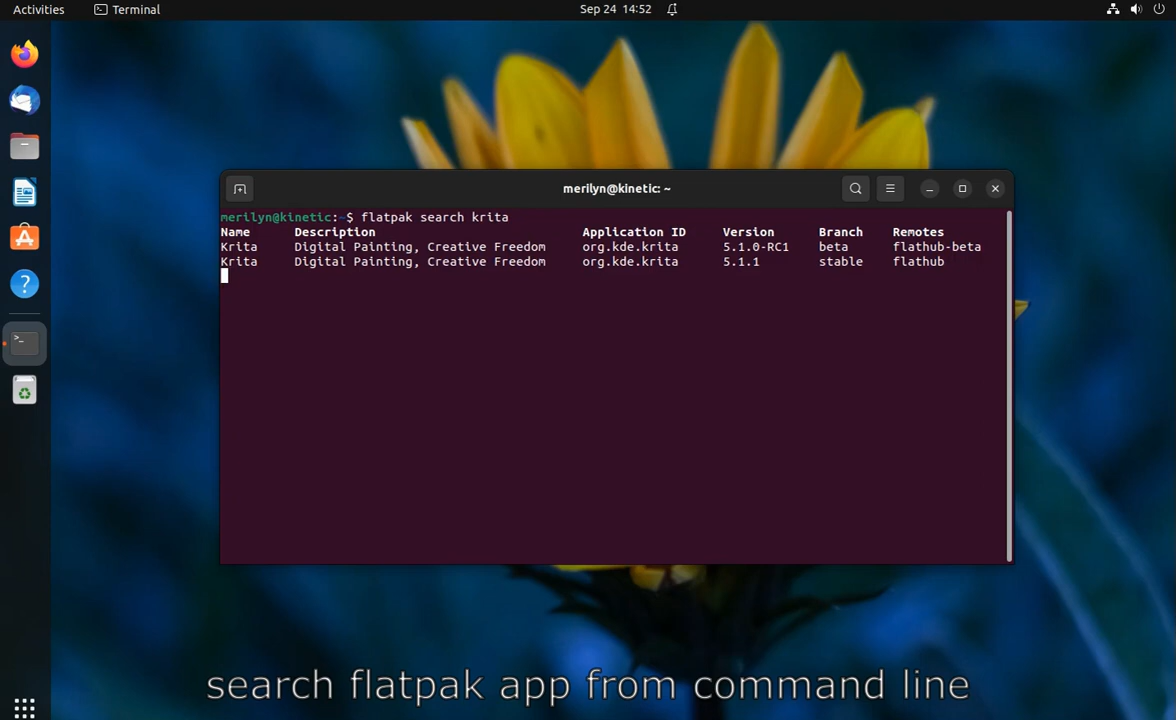 Activities Terminal Sep 24 14:52
merilyn@kinetic: ~
merilyn@kinetic:~$ flatpak search krita
Name Description Application ID Version Branch Remotes
Krita Digital Painting, Creative Freedom org.kde.krita 5.1.0-RC1 beta flathub-beta
Krita Digital Painting, Creative Freedom org.kde.krita 5.1.1 stable flathub
search flatpak app from command line